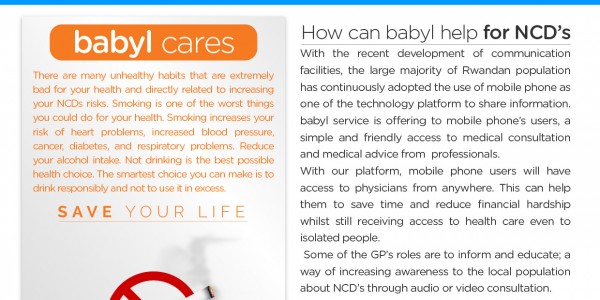 babyl cares
There are many unhealthy habits that are extremely
bad for your health and directly related to increasing
your NCDs risks. Smoking is one of the worst things
you could do for your health. Smoking increases your
risk of heart problems, increased blood pressure,
cancer, diabetes, and respiratory problems. Reduce
your alcohol intake. Not drinking is the best possible
health choice. The smartest choice you can make is to
drink responsibly and not to use it in excess.
SAVE YOUR LIFE
How can babyl help for NCD's
With the recent development of communication
facilities, the large majority of Rwandan population
has continuously adopted the use of mobile phone as
one of the technology platform to share information.
babyl service is offering to mobile phone's users, a
simple and friendly access to medical consultation
and medical advice from professionals.
With our platform, mobile phone users will have
access to physicians from anywhere. This can help
them to save time and reduce financial hardship
whilst still receiving access to health care even to
isolated people.
Some of the GP's roles are to inform and educate; a
way of increasing awareness to the local population
about NCD's through audio or video consultation.